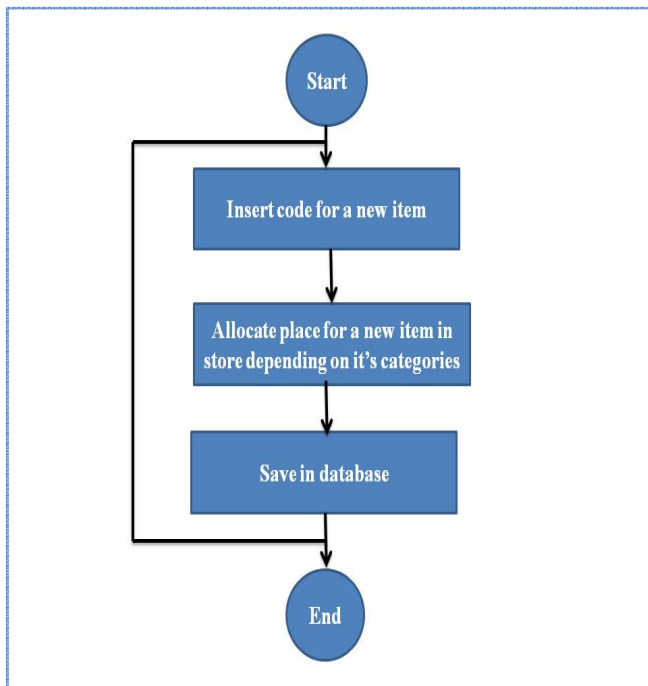 Start
Insert code for a new item
Allocate place for a new item in
store depending on it's categories
Save in database
End